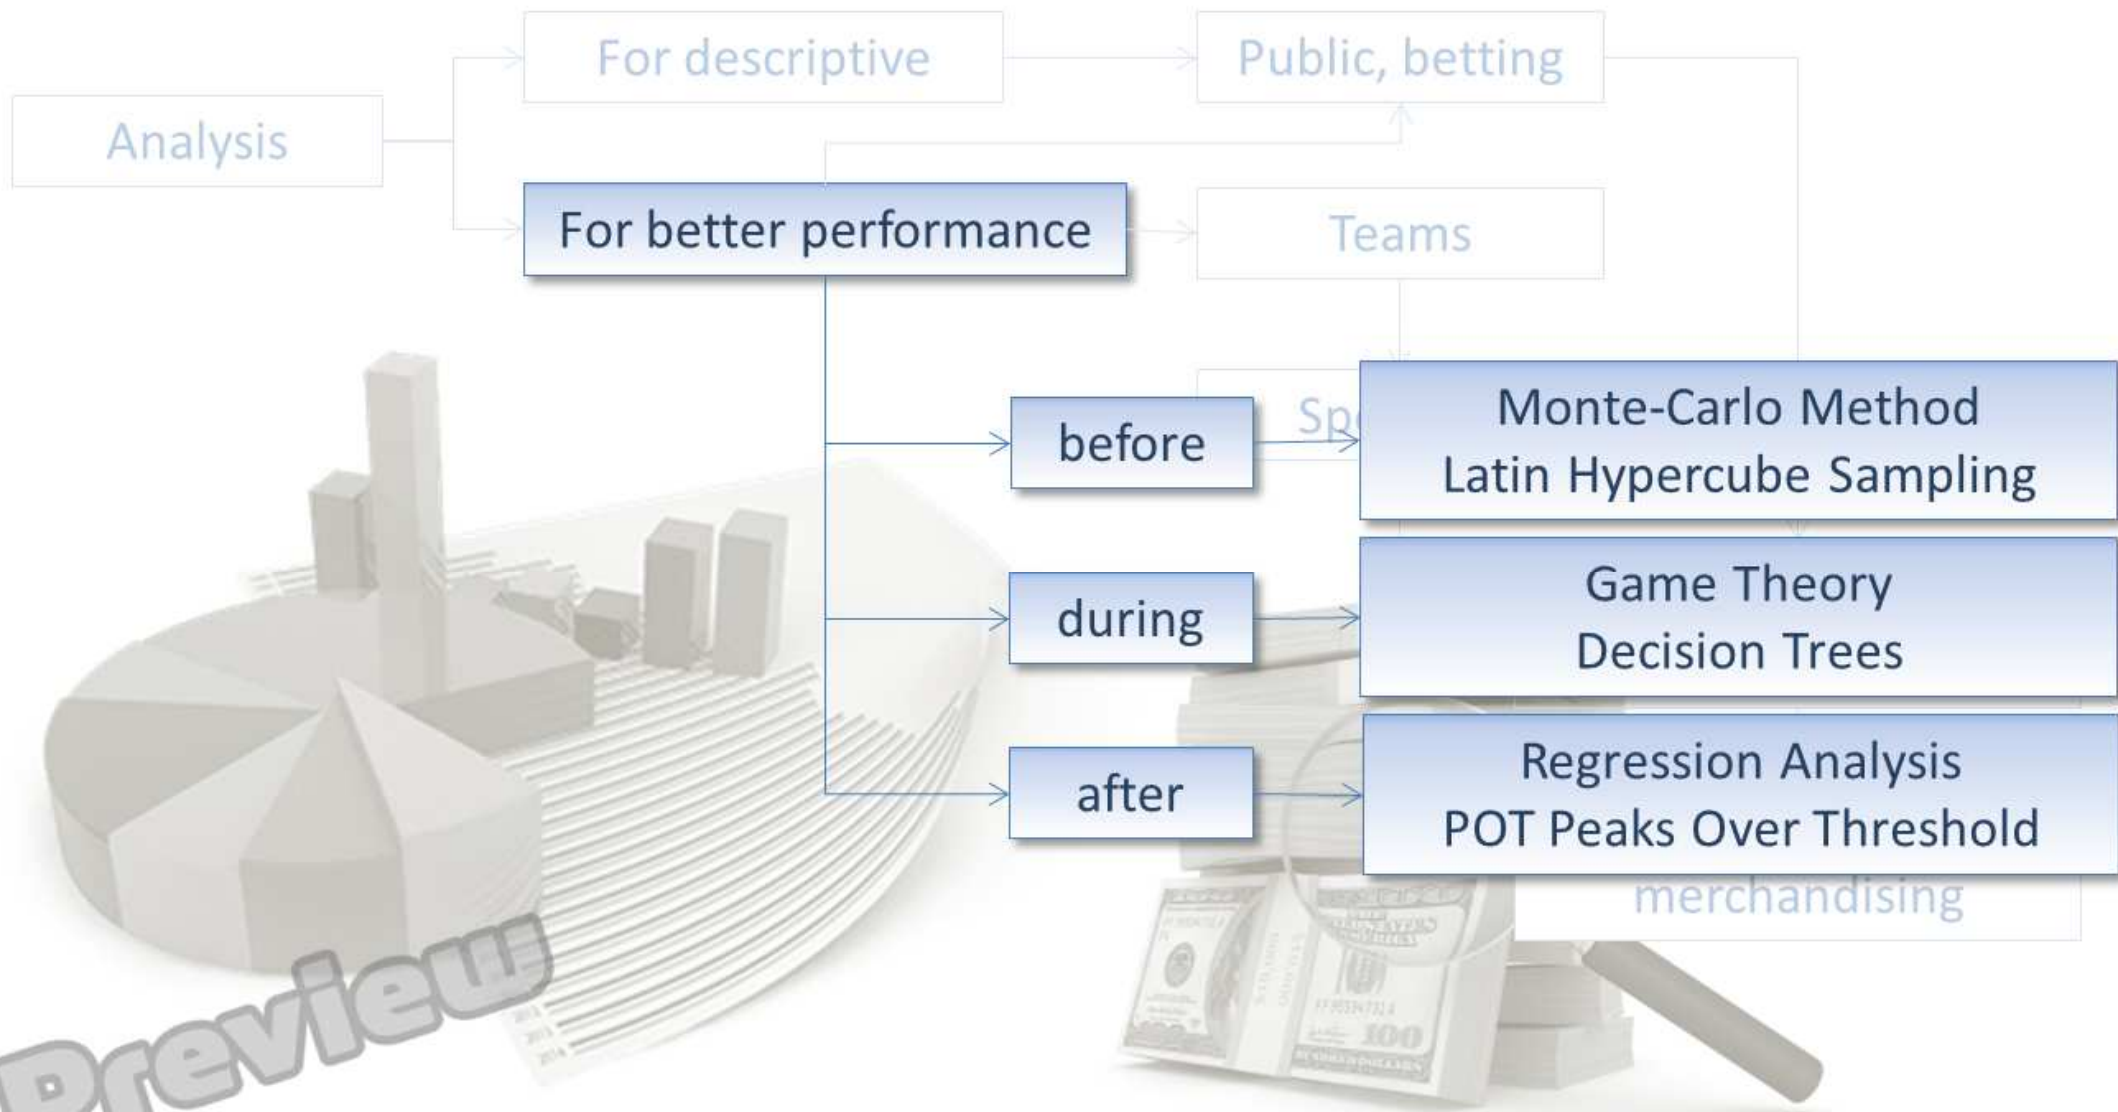 For descriptive
Public, betting
Analysis
For better performance
Teams
before
Monte-Carlo Method
Latin Hypercube Sampling
during
Game Theory
Decision Trees
after
Regression Analysis
POT Peaks Over Threshold
merchandising
100
Preview